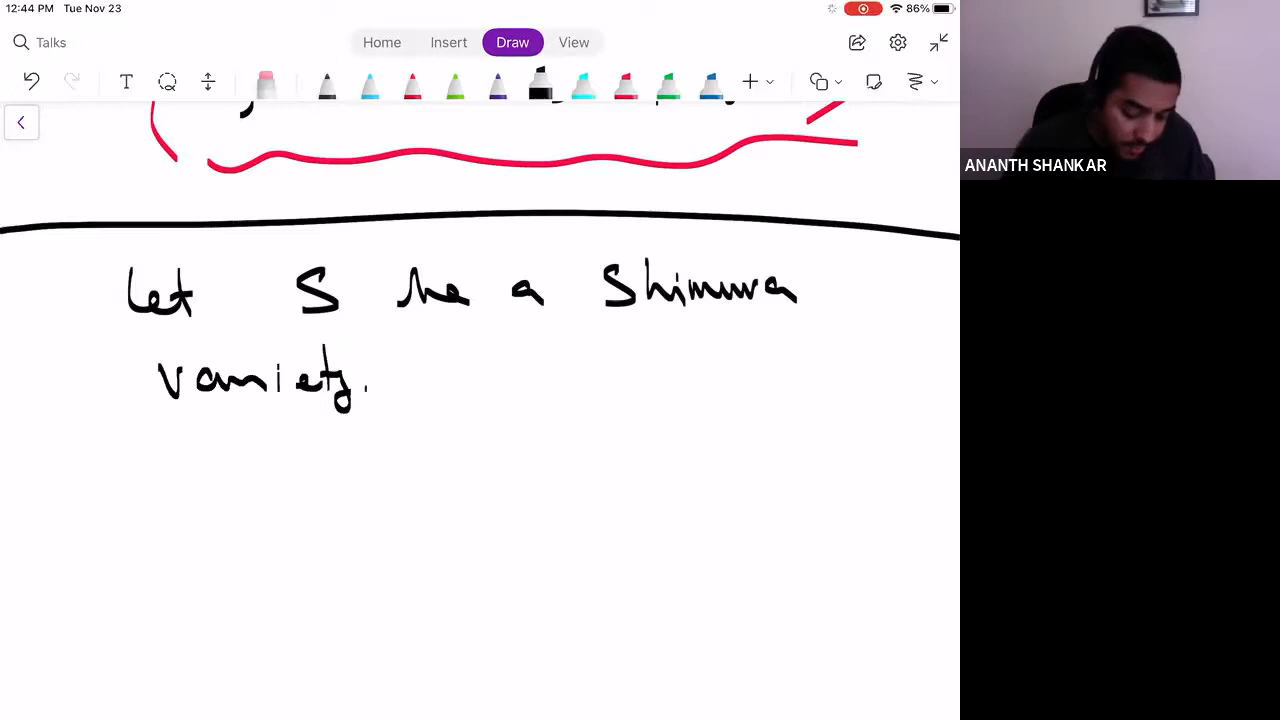 12:44 PM Tue Nov 23
86%
Talks
Home Insert Draw View
ANANTH SHANKAR
Let S be a Shimura
variety.